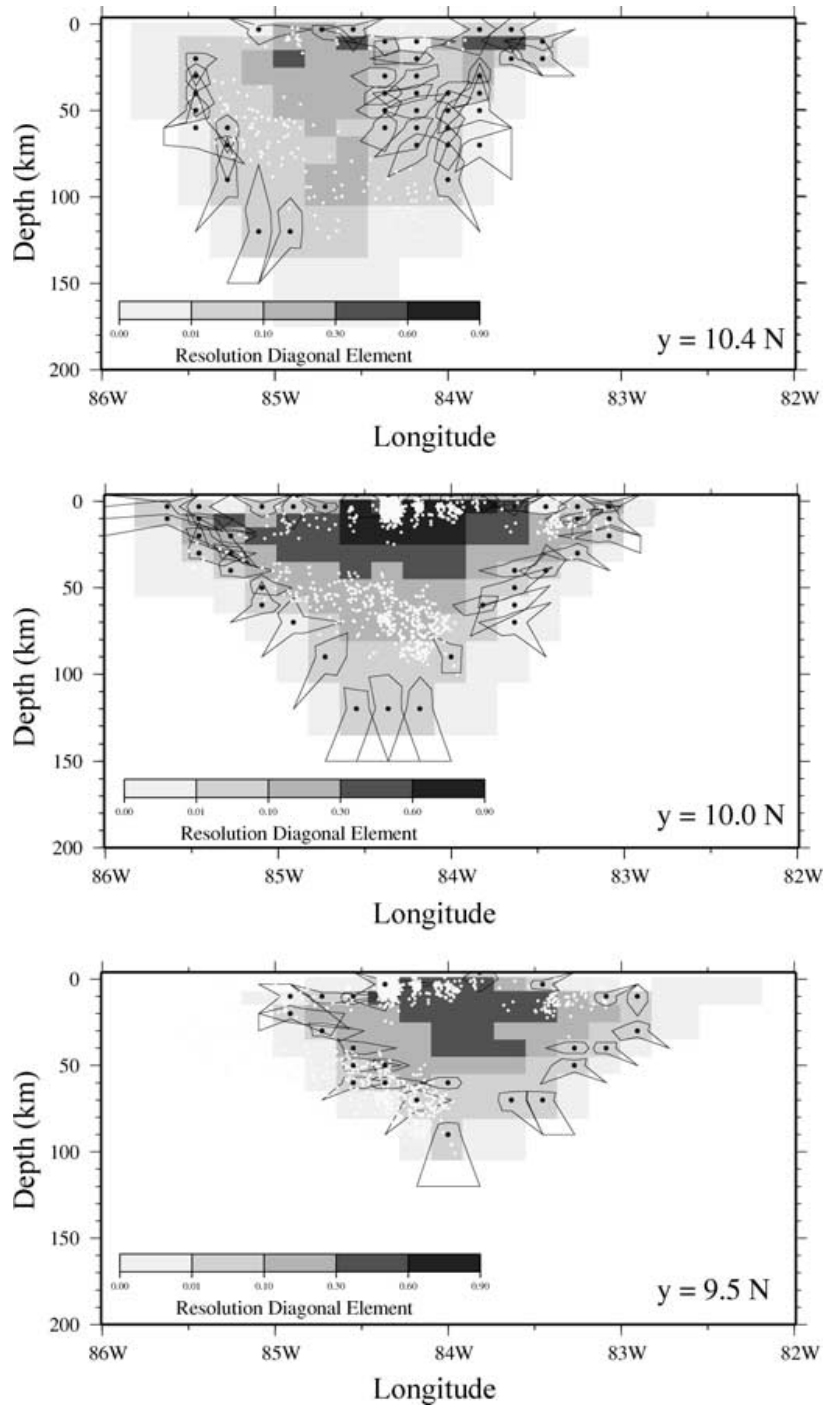 0
50
100
150
200
Depth (km)
0.00 0.01 0.10 0.30 0.60 0.90
Resolution Diagonal Element
y = 10.4 N
86W 85W 84W 83W 82W
Longitude
0
50
100
150
200
Depth (km)
0.00 0.01 0.10 0.30 0.60 0.90
Resolution Diagonal Element
y = 10.0 N
86W 85W 84W 83W 82W
Longitude
0
50
100
150
200
Depth (km)
0.00 0.01 0.10 0.30 0.60 0.90
Resolution Diagonal Element
y = 9.5 N
86W 85W 84W 83W 82W
Longitude